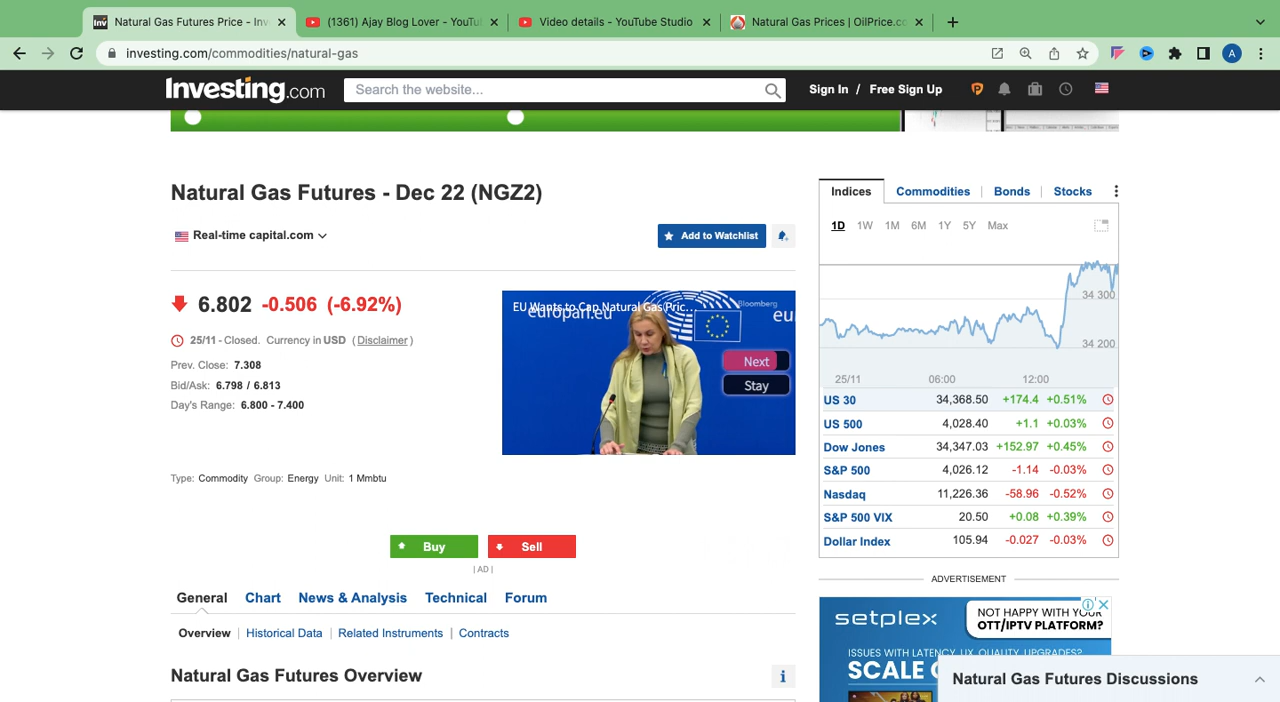 Natural Gas Futures Price - Inv
(1361) Ajay Blog Lover - YouTu
Video details - YouTube Studio
Natural Gas Prices | OilPrice.co
investing.com/commodities/natural-gas
A
Investing.com
Search the website...
Sign In / Free Sign Up
Natural Gas Futures - Dec 22 (NGZ2)
Real-time capital.com
Add to Watchlist
6.802 -0.506 (-6.92%)
25/11 - Closed. Currency in USD ( Disclaimer )
Prev. Close: 7.308
Bid/Ask: 6.798 / 6.813
Day's Range: 6.800 - 7.400
EU Wants to Cap Natural Gas Pric...
Bloomberg
europarl.eu
Next
Stay
Type: Commodity Group: Energy Unit: 1 Mmbtu
Buy
Sell
| AD |
General Chart News & Analysis Technical Forum
Overview | Historical Data | Related Instruments | Contracts
Natural Gas Futures Overview
Indices Commodities | Bonds | Stocks
1D 1W 1M 6M 1Y 5Y Max
34 300
34 200
25/11 06:00 12:00
US 30 34,368.50 +174.4 +0.51%
US 500 4,028.40 +1.1 +0.03%
Dow Jones 34,347.03 +152.97 +0.45%
S&P 500 4,026.12 -1.14 -0.03%
Nasdaq 11,226.36 -58.96 -0.52%
S&P 500 VIX 20.50 +0.08 +0.39%
Dollar Index 105.94 -0.027 -0.03%
ADVERTISEMENT
setplex
NOT HAPPY WITH YOUR
OTT/IPTV PLATFORM?
ISSUES WITH LATENCY, UX, QUALITY, UPGRADES?
SCALE
Natural Gas Futures Discussions